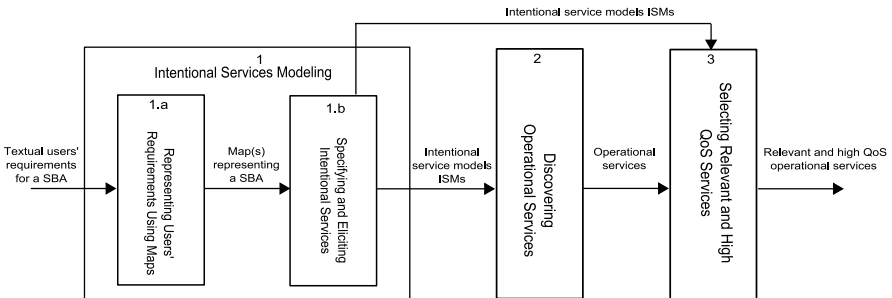 Intentional service models ISMs
1
Intentional Services Modeling
1.a
Representing Users'
Requirements Using Maps
1.b
Specifying and Eliciting
Intentional Services
2
Discovering
Operational Services
3
Selecting Relevant and High
QoS Services
Textual users'
requirements
for a SBA
Map(s)
representing
a SBA
Intentional
service models
ISMs
Operational
services
Relevant and high QoS
operational services